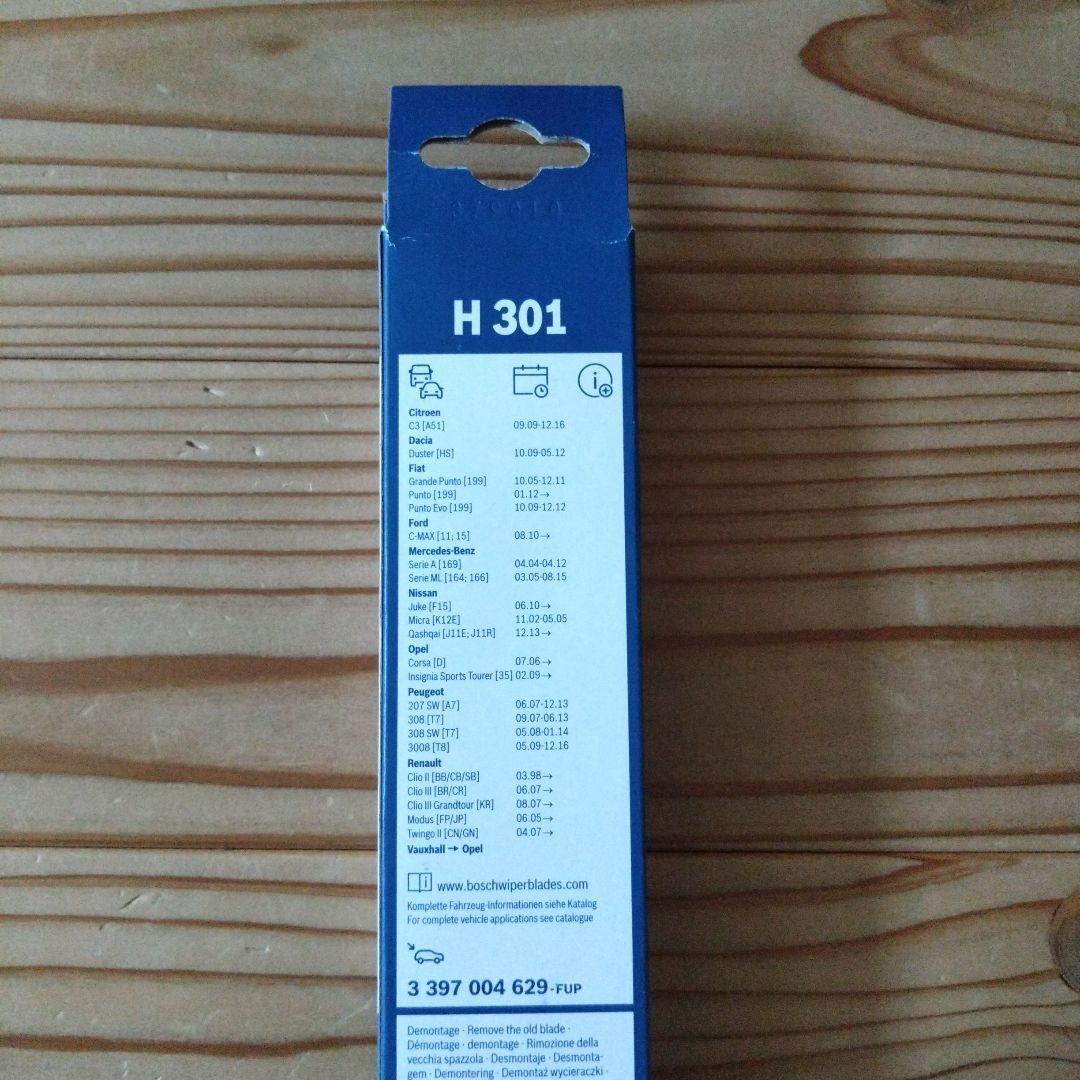 H 301
Citroen
C3 [A51] 09.09-12.16
Dacia
Duster [HS] 10.09-05.12
Fiat
Grande Punto [199] 10.05-12.11
Punto [199] 01.12→
Punto Evo [199] 10.09-12.12
Ford
C-MAX [11; 15] 08.10→
Mercedes-Benz
Serie A [169] 04.04-04.12
Serie ML [164; 166] 03.05-08.15
Nissan
Juke [F15] 06.10→
Micra [K12E] 11.02-05.05
Qashqai [J11E; J11R] 12.13→
Opel
Corsa [D] 07.06→
Insignia Sports Tourer [35] 02.09→
Peugeot
207 SW [A7] 06.07-12.13
308 [T7] 09.07-06.13
308 SW [T7] 05.08-01.14
3008 [T8] 05.09-12.16
Renault
Clio II [BB/CB/SB] 03.98→
Clio III [BR/CR] 06.07→
Clio III Grandtour [KR] 08.07→
Modus [FP/JP] 06.05→
Twingo II [CN/GN] 04.07→
Vauxhall → Opel
www.boschwiperblades.com
Komplette Fahrzeug-Informationen siehe Katalog
For complete vehicle applications see catalogue
3 397 004 629-FUP
Demontage · Remove the old blade ·
Démontage · demontage · Rimozione della
vecchia spazzola · Desmontaje · Desmonta-
gem · Demontering · Demontaż wycieraczki ·